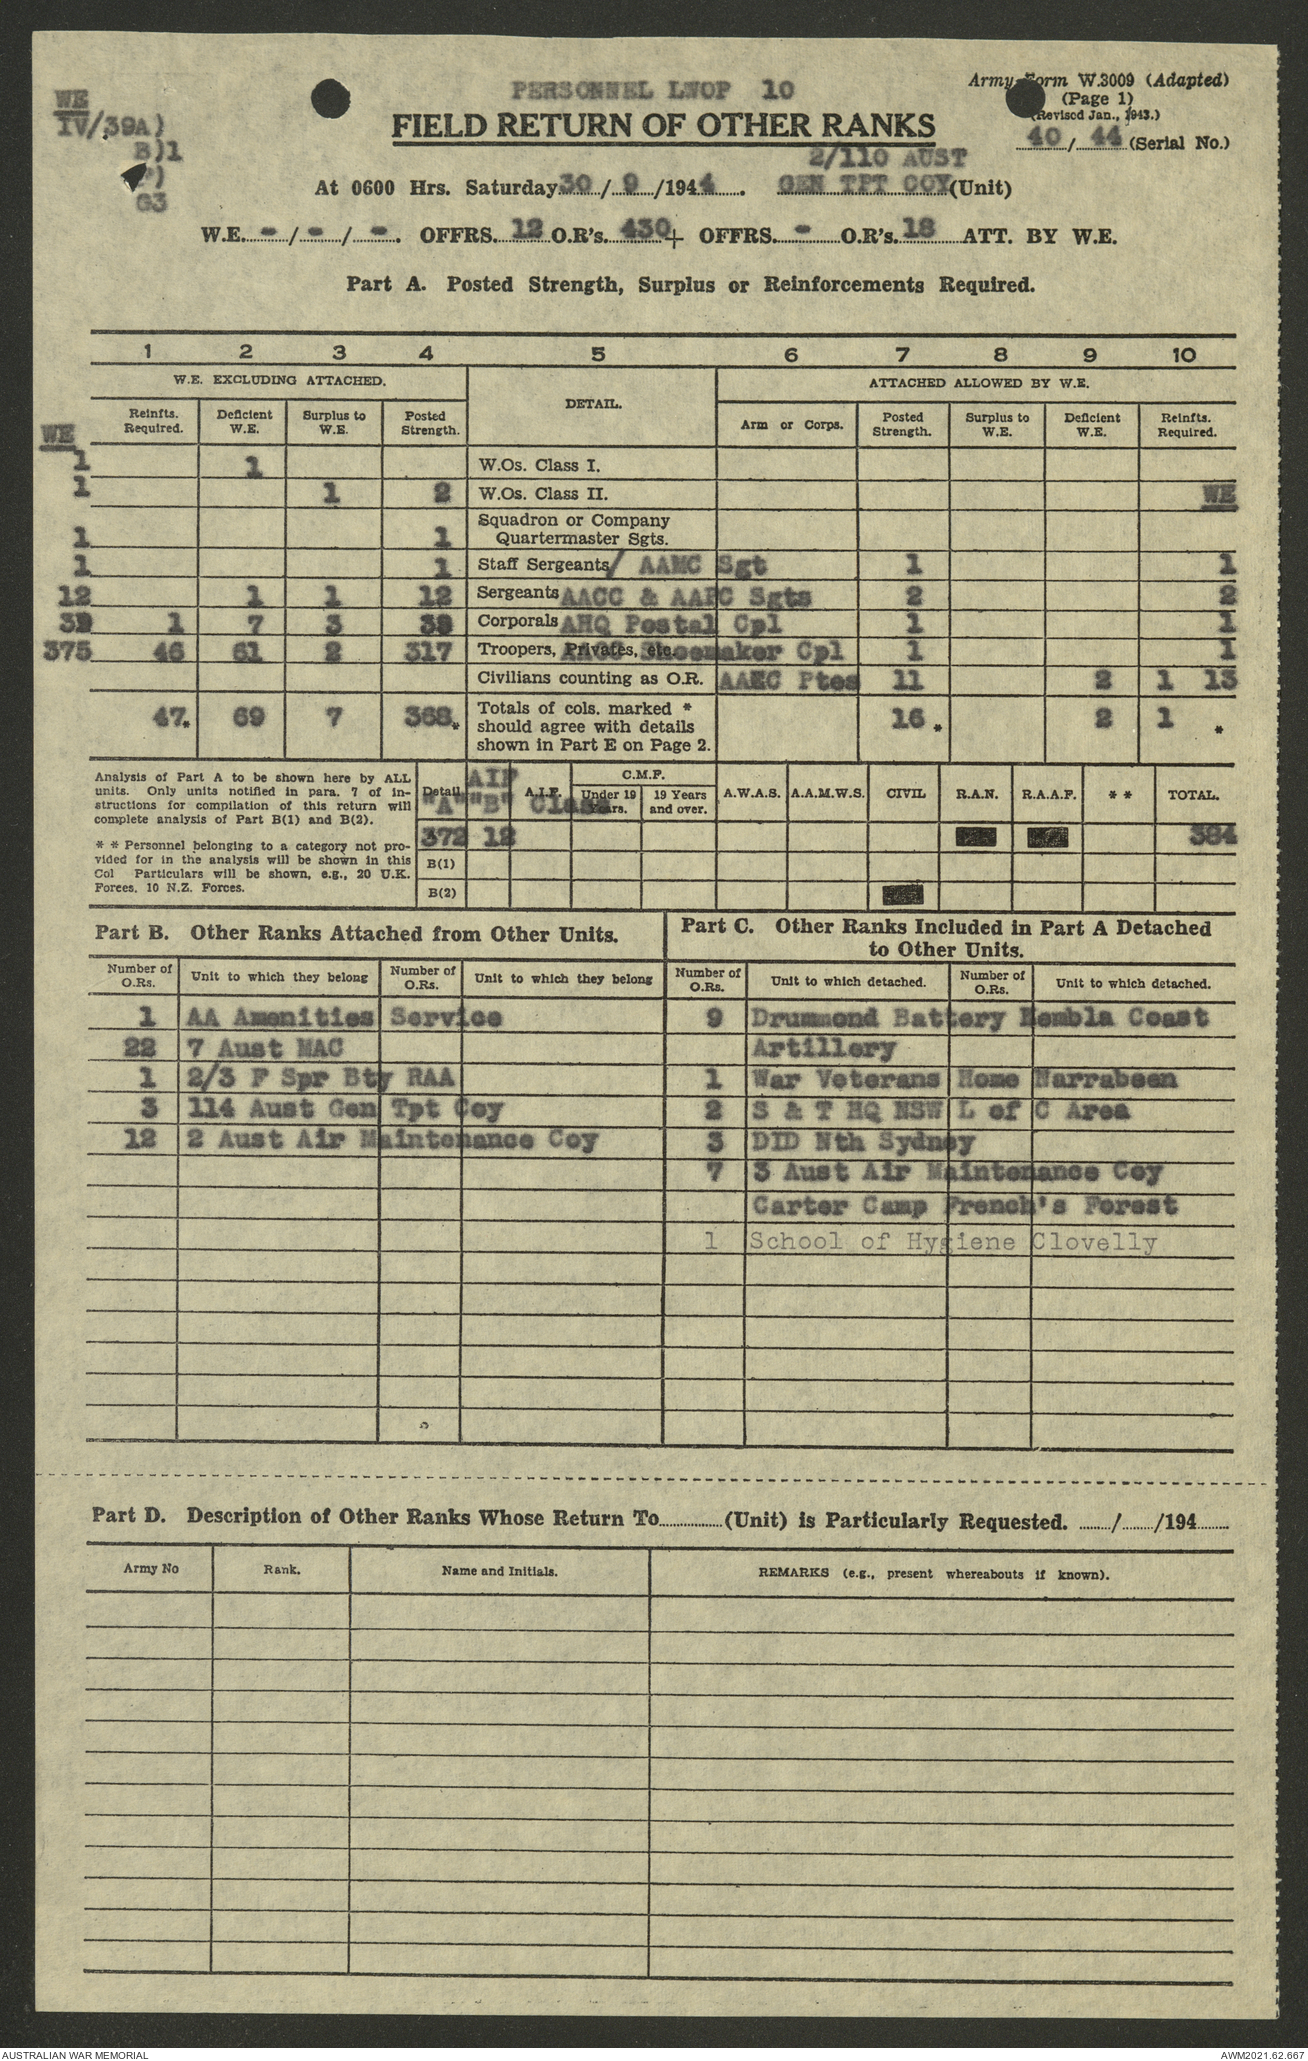 PERSONNEL LWOP 10
Army Form W.3009 (Adapted)
(Page 1)
(Revised Jan., 1943.)
40 / 44 (Serial No.)
WE
IV/39A)
B)1
G3
FIELD RETURN OF OTHER RANKS
2/110 AUST
At 0600 Hrs. Saturday 30 / 9 /1944. GEN TPT COY (Unit)
W.E. - / - / - . OFFRS. 12 O.R's. 430 + OFFRS. - O.R's. 18 ATT. BY W.E.
Part A. Posted Strength, Surplus or Reinforcements Required.
1 2 3 4 5 6 7 8 9 10
W.E. EXCLUDING ATTACHED. DETAIL. ATTACHED ALLOWED BY W.E.
Reinfts. Required. Deficient W.E. Surplus to W.E. Posted Strength. Arm or Corps. Posted Strength. Surplus to W.E. Deficient W.E. Reinfts. Required.
WE
1 1 W.Os. Class I.
1 1 2 W.Os. Class II. WE
1 1 Squadron or Company Quartermaster Sgts.
1 1 Staff Sergeants/ AAMC Sgt 1 1
12 1 1 12 Sergeants AACC & AAPC Sgts 2 2
1 7 3 Corporals AHQ Postal Cpl 1 1
375 46 61 2 317 Troopers, Privates, etc. AACC Shoemaker Cpl 1 1
Civilians counting as O.R. AAEC Ptes 11 2 1 13
47* 69 7 368* Totals of cols. marked * should agree with details shown in Part E on Page 2. 16* 2 1 *
Analysis of Part A to be shown here by ALL
units. Only units notified in para. 7 of in-
structions for compilation of this return will
complete analysis of Part B(1) and B(2).
* * Personnel belonging to a category not pro-
vided for in the analysis will be shown in this
Col Particulars will be shown, e.g., 20 U.K.
Forces, 10 N.Z. Forces.
AIF
Detail A.I.F. C.M.F. Under 19 Years. 19 Years and over. A.W.A.S. A.A.M.W.S. CIVIL R.A.N. R.A.A.F. * * TOTAL.
"A" "B" Class
372 12 384
B(1)
B(2)
Part B. Other Ranks Attached from Other Units.
Number of O.Rs. Unit to which they belong Number of O.Rs. Unit to which they belong
1 AA Amenities Service
22 7 Aust MAC
1 2/3 F Spr Bty RAA
3 114 Aust Gen Tpt Coy
12 2 Aust Air Maintenance Coy
Part C. Other Ranks Included in Part A Detached
to Other Units.
Number of O.Rs. Unit to which detached. Number of O.Rs. Unit to which detached.
9 Drummond Battery Kembla Coast
Artillery
1 War Veterans Home Narrabeen
2 S & T HQ NSW L of C Area
3 DID Nth Sydney
7 3 Aust Air Maintenance Coy
Carter Camp French's Forest
1 School of Hygiene Clovelly
Part D. Description of Other Ranks Whose Return To............(Unit) is Particularly Requested. ....../....../194......
Army No Rank. Name and Initials. REMARKS (e.g., present whereabouts if known).
AUSTRALIAN WAR MEMORIAL AWM2021.62.667